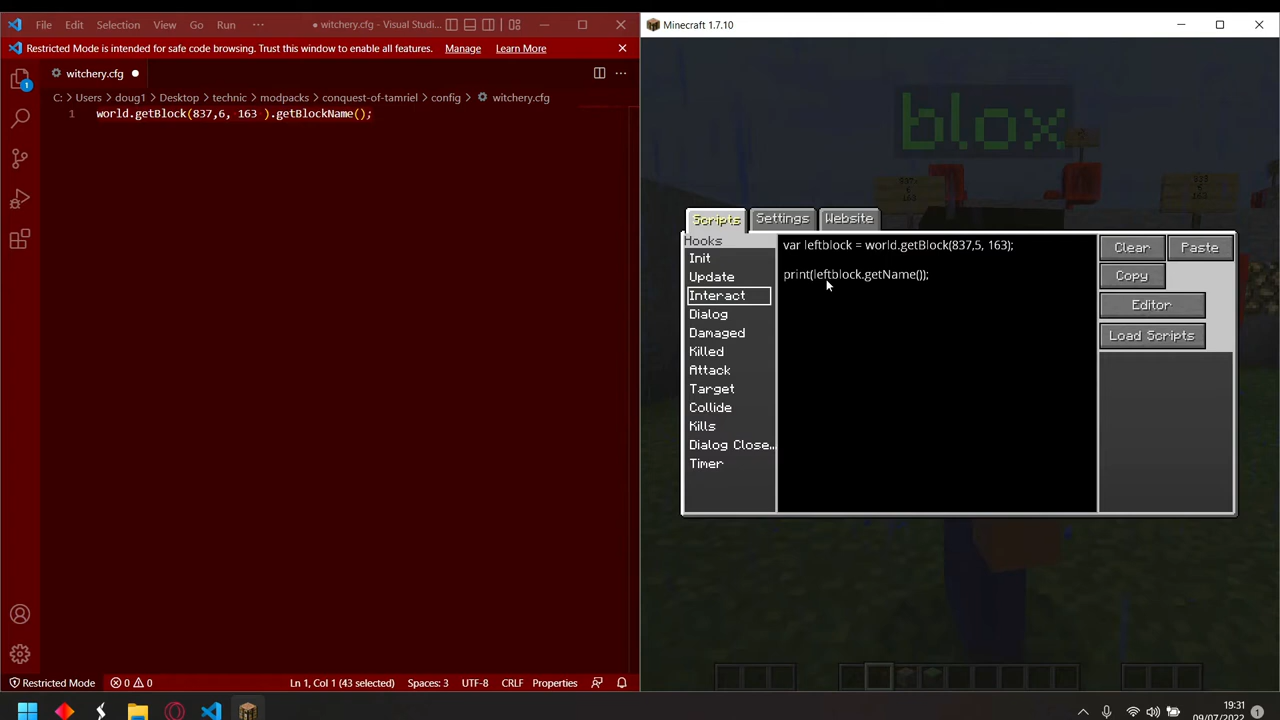 File Edit Selection View Go Run ··· ● witchery.cfg - Visual Studi...
Restricted Mode is intended for safe code browsing. Trust this window to enable all features. Manage Learn More
witchery.cfg
C: > Users > doug1 > Desktop > technic > modpacks > conquest-of-tamriel > config > witchery.cfg
1 world.getBlock(837,6, 163 ).getBlockName();
1
Restricted Mode 0 0 Ln 1, Col 1 (43 selected) Spaces: 3 UTF-8 CRLF Properties
Minecraft 1.7.10
blox
Scripts Settings Website
Hooks
Init
Update
Interact
Dialog
Damaged
Killed
Attack
Target
Collide
Kills
Dialog Close..
Timer
var leftblock = world.getBlock(837,5, 163);
print(leftblock.getName());
Clear Paste
Copy
Editor
Load Scripts
19:31
09/07/2022
1